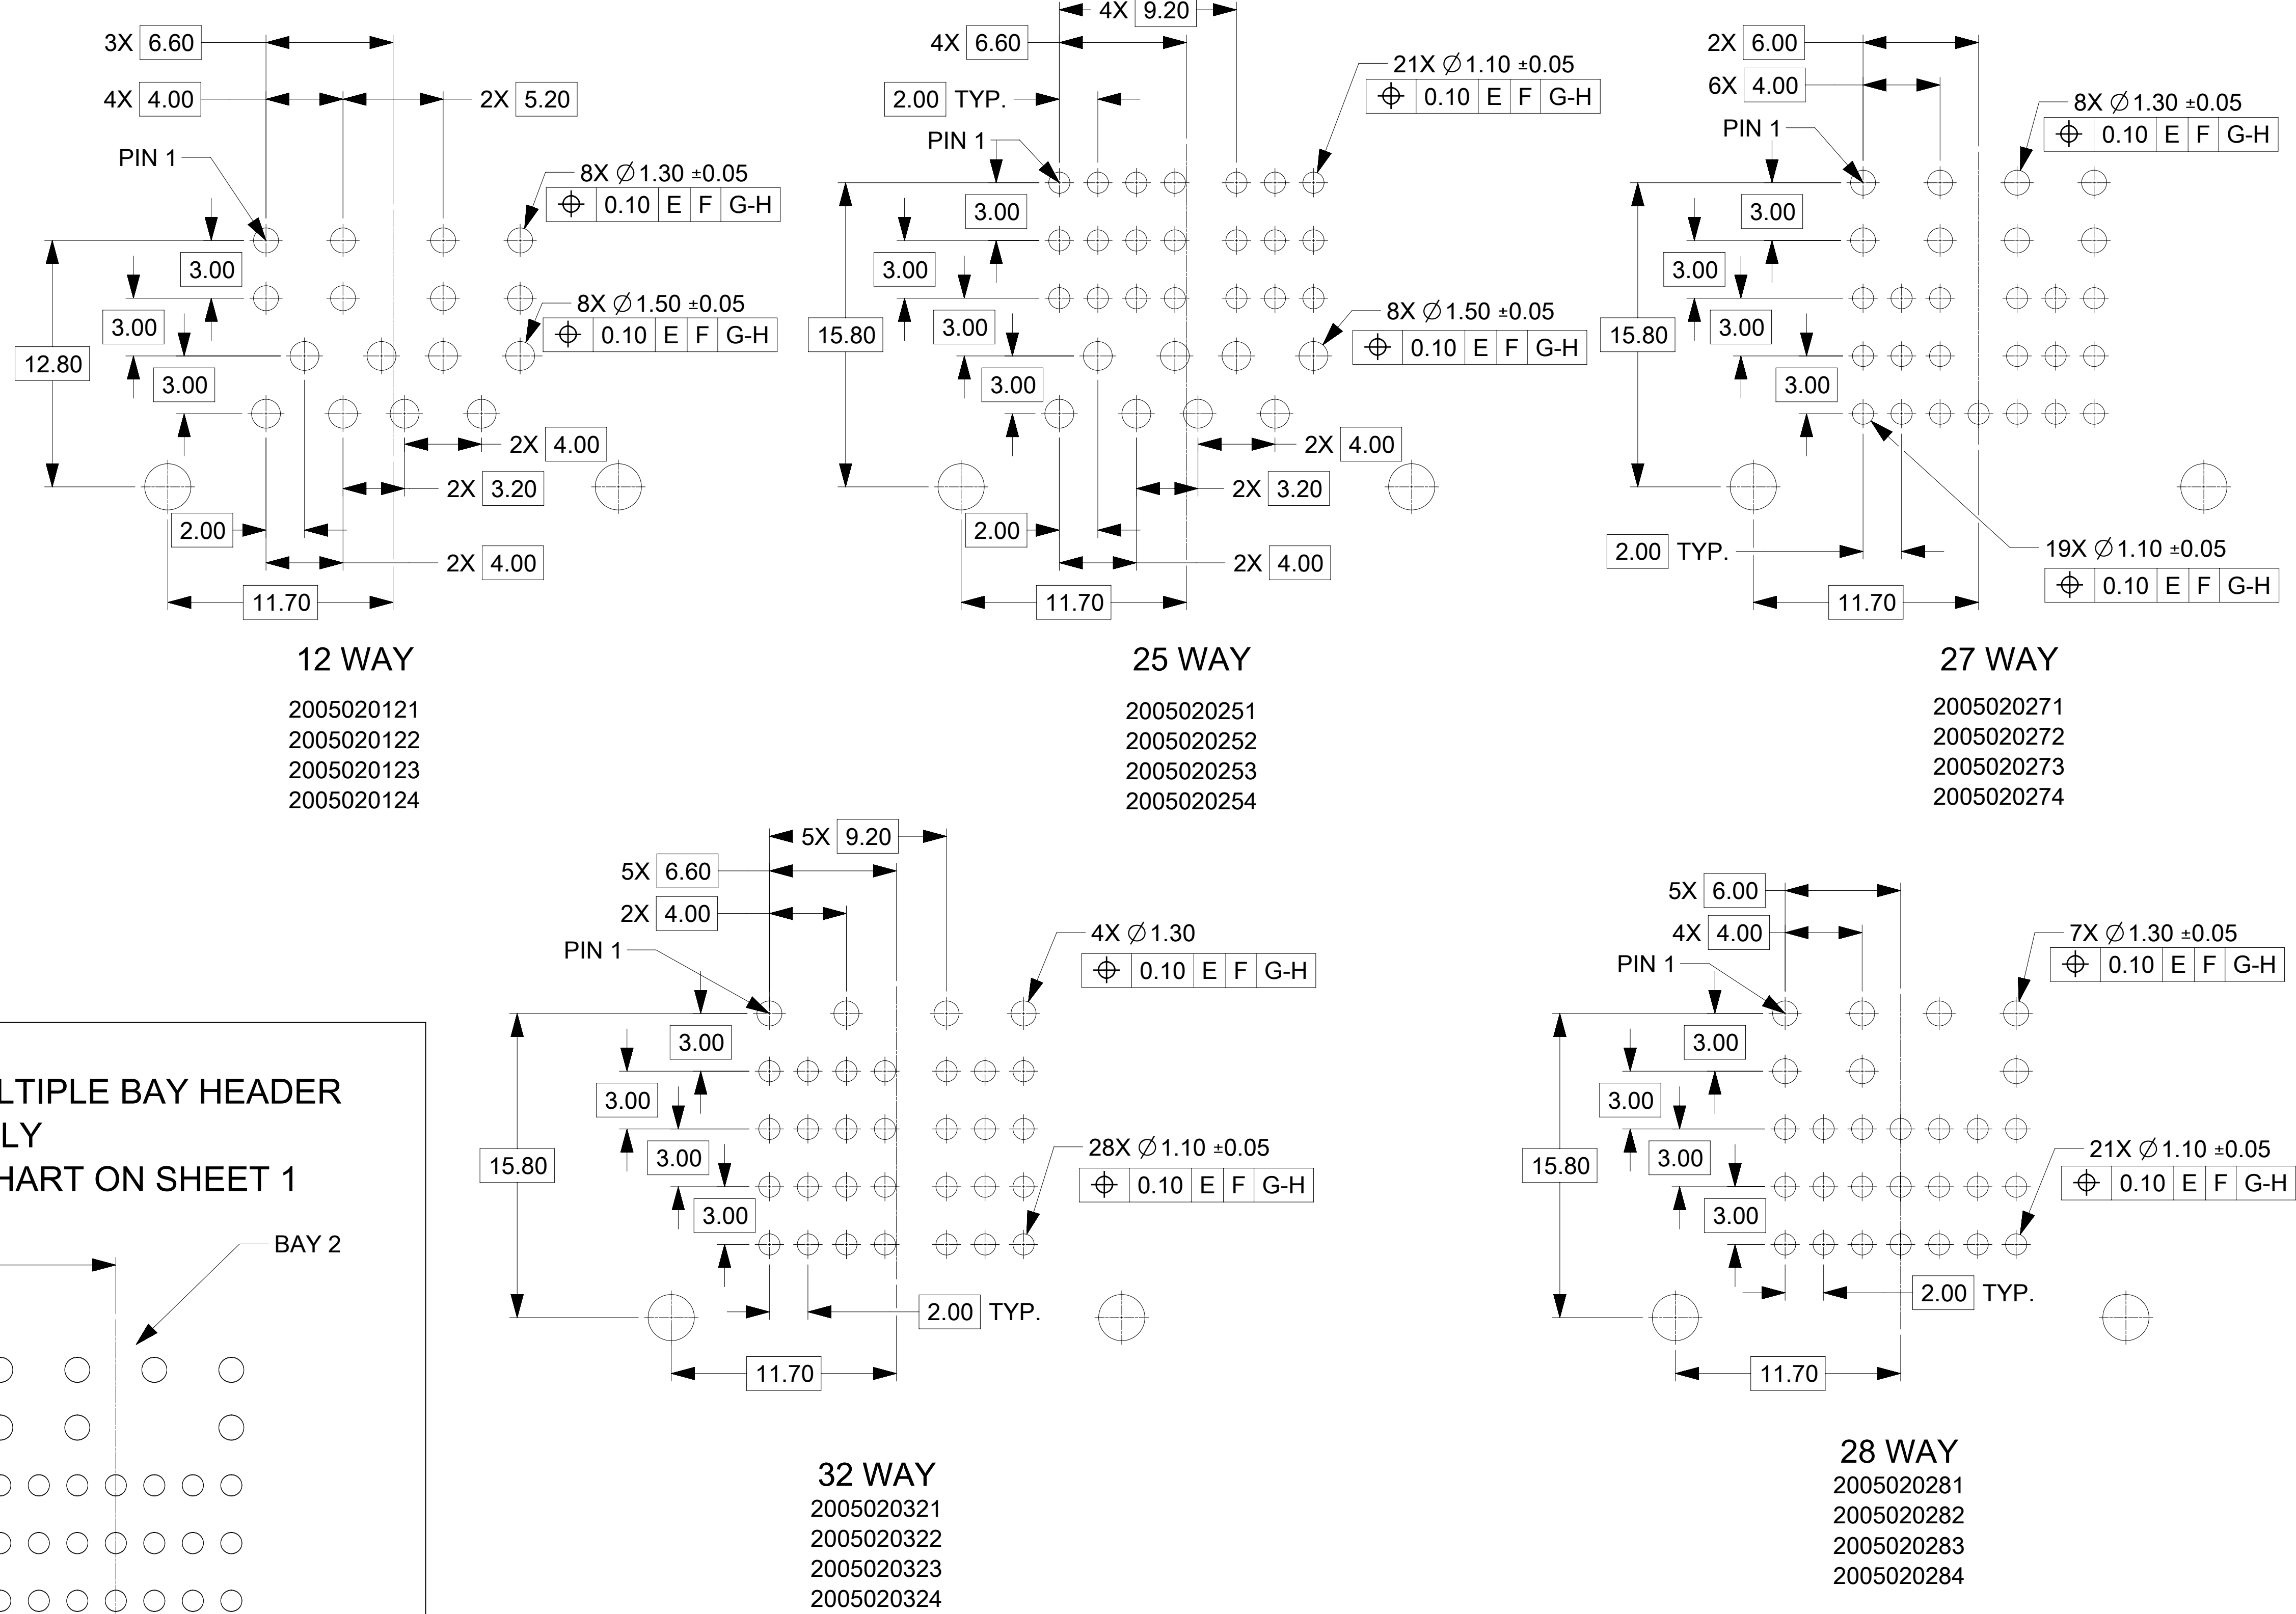 3X 6.60
4X 4.00
2X 5.20
PIN 1
8X ∅1.30 ±0.05
⌖ 0.10 E F G-H
3.00
3.00
8X ∅1.50 ±0.05
⌖ 0.10 E F G-H
12.80
3.00
2X 4.00
2X 3.20
2.00
2X 4.00
11.70
12 WAY
2005020121
2005020122
2005020123
2005020124
4X 9.20
4X 6.60
2.00 TYP.
21X ∅1.10 ±0.05
⌖ 0.10 E F G-H
PIN 1
3.00
3.00
3.00
8X ∅1.50 ±0.05
⌖ 0.10 E F G-H
15.80
3.00
2X 4.00
2X 3.20
2.00
2X 4.00
11.70
25 WAY
2005020251
2005020252
2005020253
2005020254
2X 6.00
6X 4.00
PIN 1
8X ∅1.30 ±0.05
⌖ 0.10 E F G-H
3.00
3.00
3.00
15.80
3.00
2.00 TYP.
19X ∅1.10 ±0.05
⌖ 0.10 E F G-H
11.70
27 WAY
2005020271
2005020272
2005020273
2005020274
5X 9.20
5X 6.60
2X 4.00
PIN 1
4X ∅1.30
⌖ 0.10 E F G-H
3.00
3.00
3.00
28X ∅1.10 ±0.05
⌖ 0.10 E F G-H
15.80
3.00
2.00 TYP.
11.70
32 WAY
2005020321
2005020322
2005020323
2005020324
5X 6.00
4X 4.00
PIN 1
7X ∅1.30 ±0.05
⌖ 0.10 E F G-H
3.00
3.00
3.00
21X ∅1.10 ±0.05
⌖ 0.10 E F G-H
15.80
3.00
2.00 TYP.
11.70
28 WAY
2005020281
2005020282
2005020283
2005020284
LTIPLE BAY HEADER
LY
HART ON SHEET 1
BAY 2